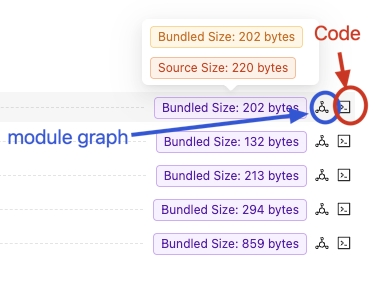 Bundled Size: 202 bytes
Code
Source Size: 220 bytes
Bundled Size: 202 bytes
module graph
Bundled Size: 132 bytes
Bundled Size: 213 bytes
Bundled Size: 294 bytes
Bundled Size: 859 bytes